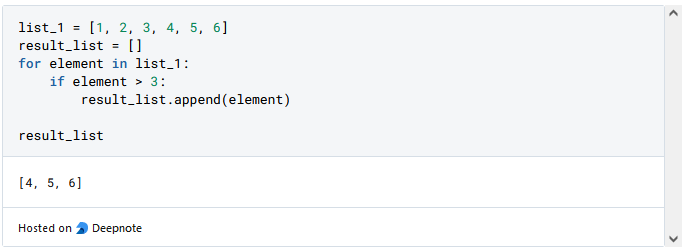 list_1 = [1, 2, 3, 4, 5, 6]
result_list = []
for element in list_1:
    if element > 3:
        result_list.append(element)

result_list
[4, 5, 6]
Hosted on Deepnote